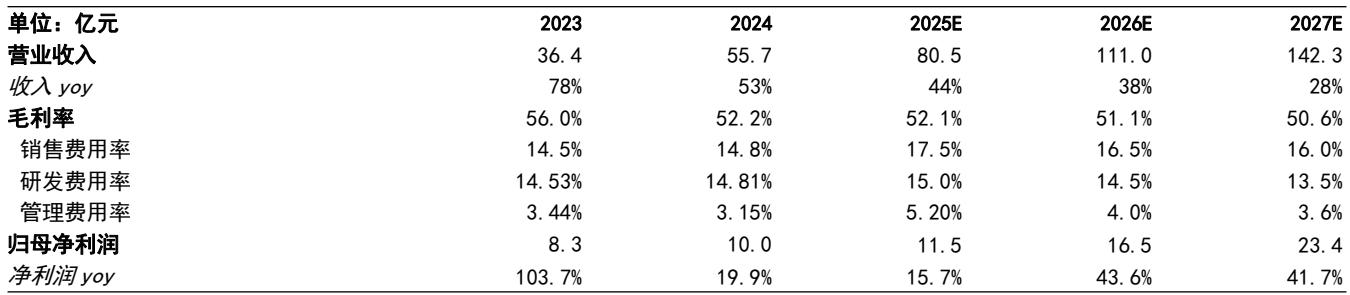 单位：亿元 2023 2024 2025E 2026E 2027E
营业收入 36.4 55.7 80.5 111.0 142.3
收入 yoy 78% 53% 44% 38% 28%
毛利率 56.0% 52.2% 52.1% 51.1% 50.6%
销售费用率 14.5% 14.8% 17.5% 16.5% 16.0%
研发费用率 14.53% 14.81% 15.0% 14.5% 13.5%
管理费用率 3.44% 3.15% 5.20% 4.0% 3.6%
归母净利润 8.3 10.0 11.5 16.5 23.4
净利润 yoy 103.7% 19.9% 15.7% 43.6% 41.7%